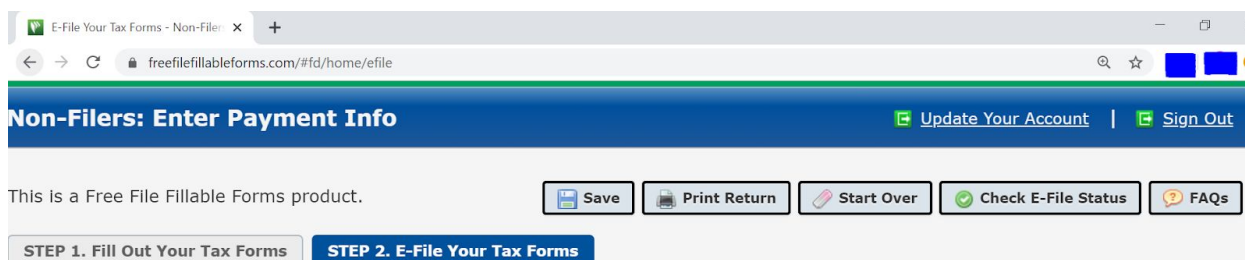 E-File Your Tax Forms - Non-Filer
freefilefillableforms.com/#fd/home/efile
Non-Filers: Enter Payment Info Update Your Account | Sign Out
This is a Free File Fillable Forms product. Save Print Return Start Over Check E-File Status FAQs
STEP 1. Fill Out Your Tax Forms STEP 2. E-File Your Tax Forms